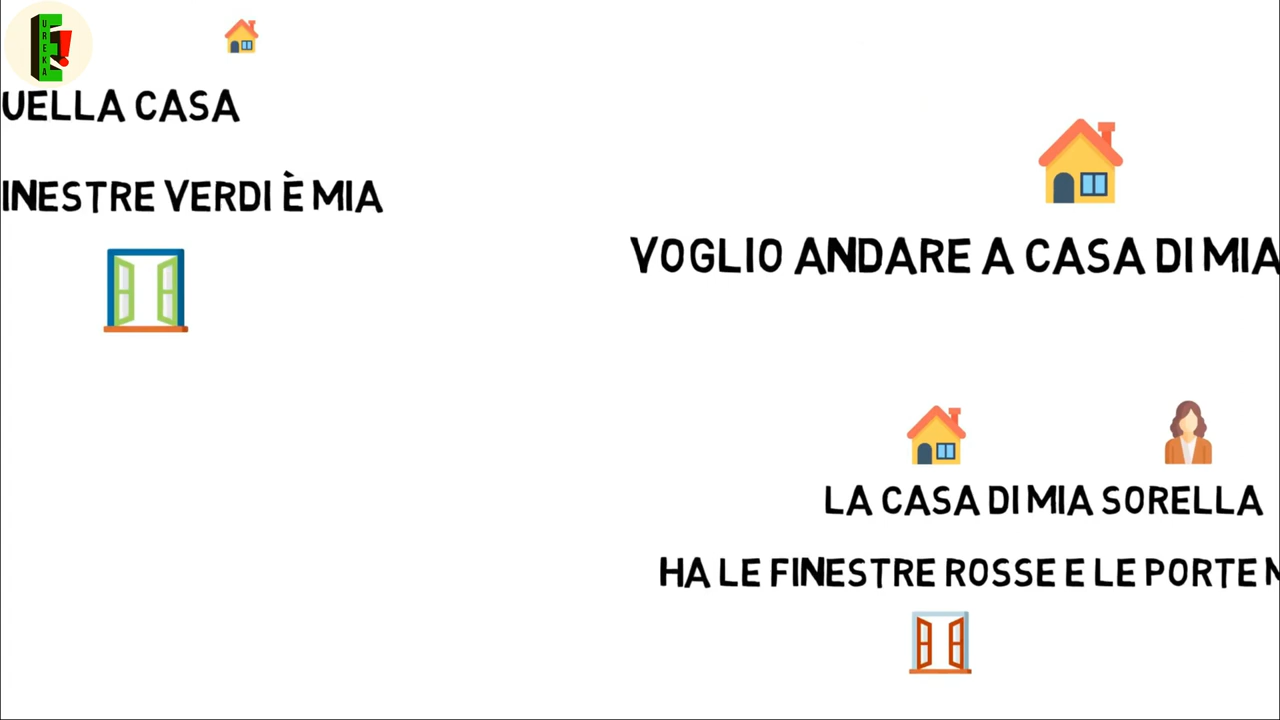 UREKA
UELLA CASA
INESTRE VERDI È MIA
VOGLIO ANDARE A CASA DI MIA
LA CASA DI MIA SORELLA
HA LE FINESTRE ROSSE E LE PORTE